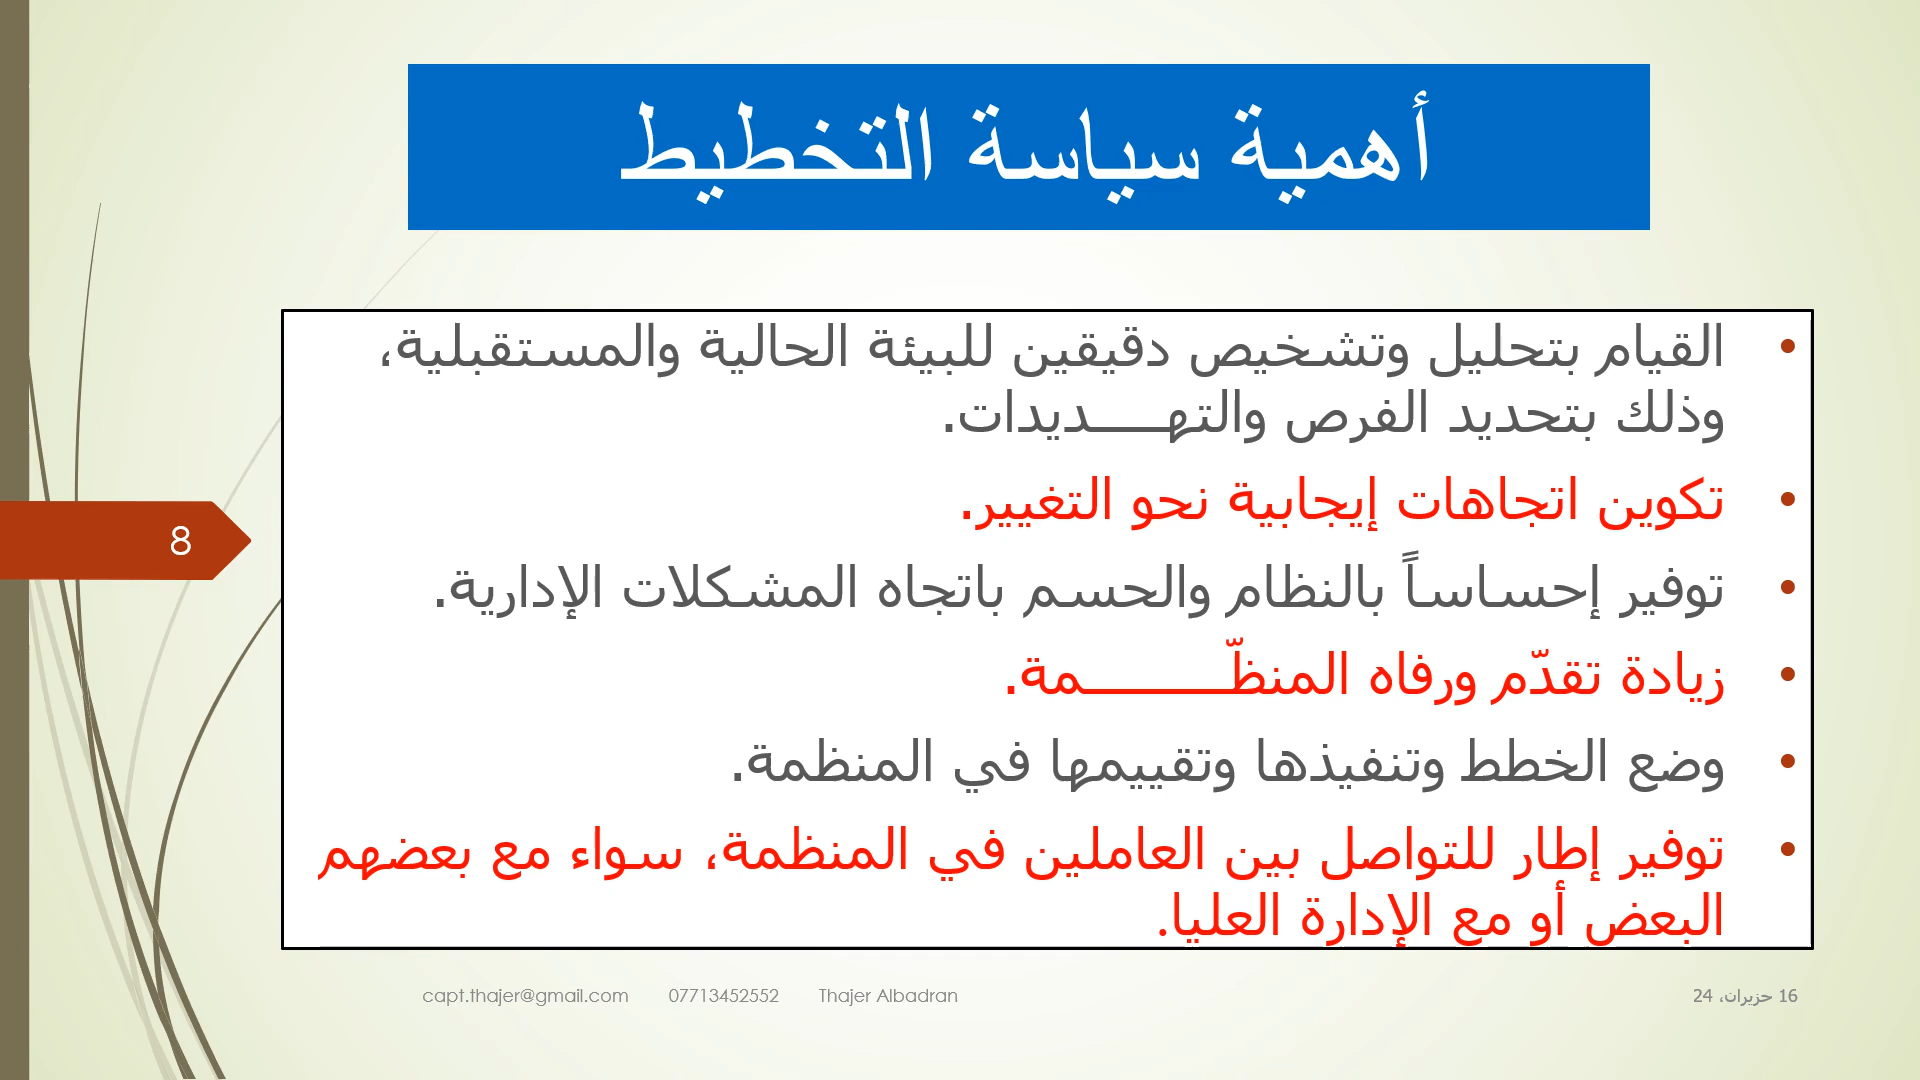 أهمية سياسة التخطيط
• القيام بتحليل وتشخيص دقيقين للبيئة الحالية والمستقبلية،
وذلك بتحديد الفرص والتهـــــديدات.
• تكوين اتجاهات إيجابية نحو التغيير.
• توفير إحساساً بالنظام والحسم باتجاه المشكلات الإدارية.
• زيادة تقدّم ورفاه المنظّــــــــــمة.
• وضع الخطط وتنفيذها وتقييمها في المنظمة.
• توفير إطار للتواصل بين العاملين في المنظمة، سواء مع بعضهم
البعض أو مع الإدارة العليا.
8
16 حزيران، 24
capt.thajer@gmail.com 07713452552 Thajer Albadran